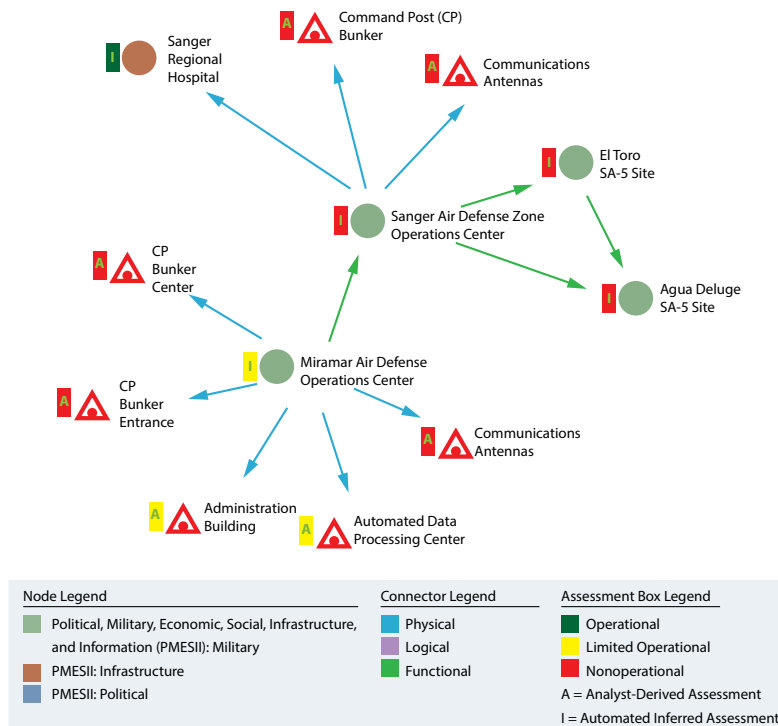 Command Post (CP)
Bunker
A
Sanger
Regional
Hospital
I
Communications
Antennas
A
El Toro
SA-5 Site
I
Sanger Air Defense Zone
Operations Center
I
CP
Bunker
Center
A
Agua Deluge
SA-5 Site
I
Miramar Air Defense
Operations Center
I
CP
Bunker
Entrance
A
Communications
Antennas
A
Administration
Building
A
Automated Data
Processing Center
A
Node Legend
Political, Military, Economic, Social, Infrastructure,
and Information (PMESII): Military
PMESII: Infrastructure
PMESII: Political
Connector Legend
Physical
Logical
Functional
Assessment Box Legend
Operational
Limited Operational
Nonoperational
A = Analyst-Derived Assessment
I = Automated Inferred Assessment